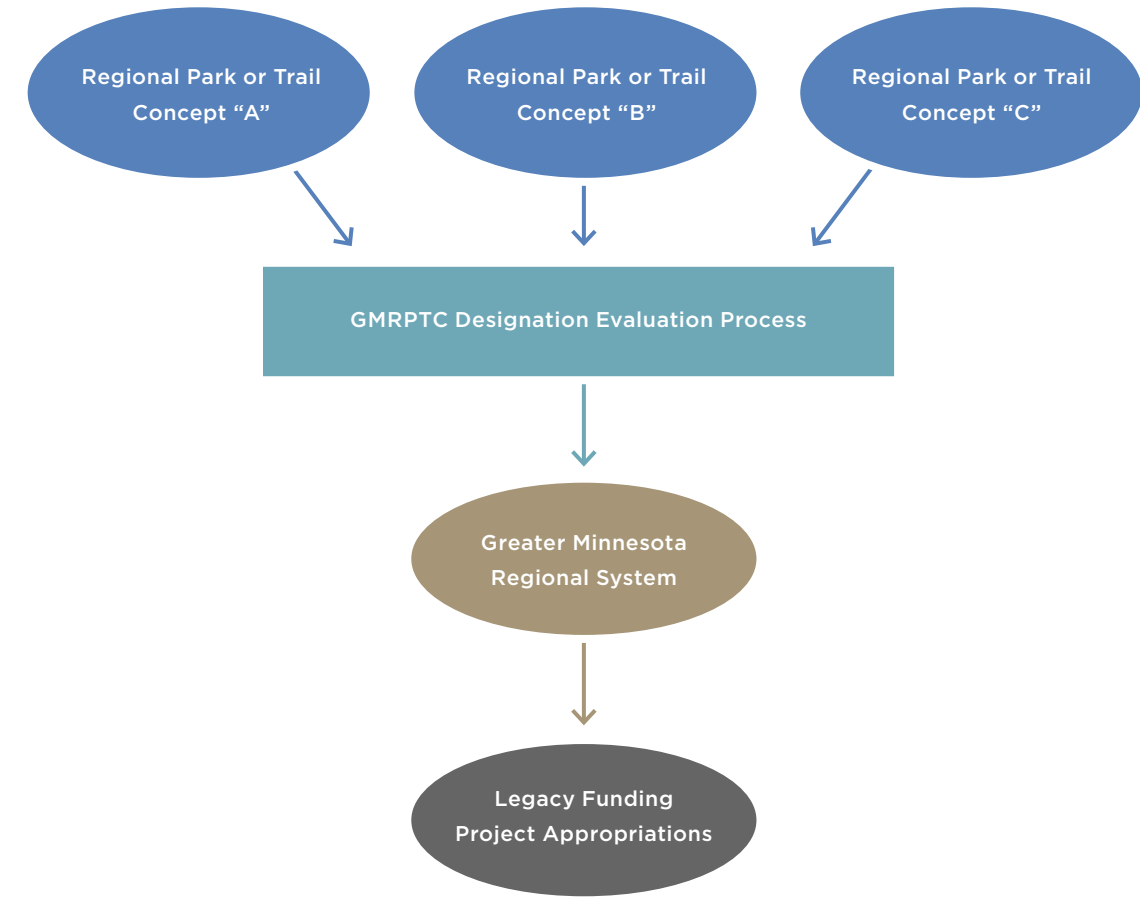 Regional Park or Trail
Concept “A”
Regional Park or Trail
Concept “B”
Regional Park or Trail
Concept “C”
GMRPTC Designation Evaluation Process
Greater Minnesota
Regional System
Legacy Funding
Project Appropriations